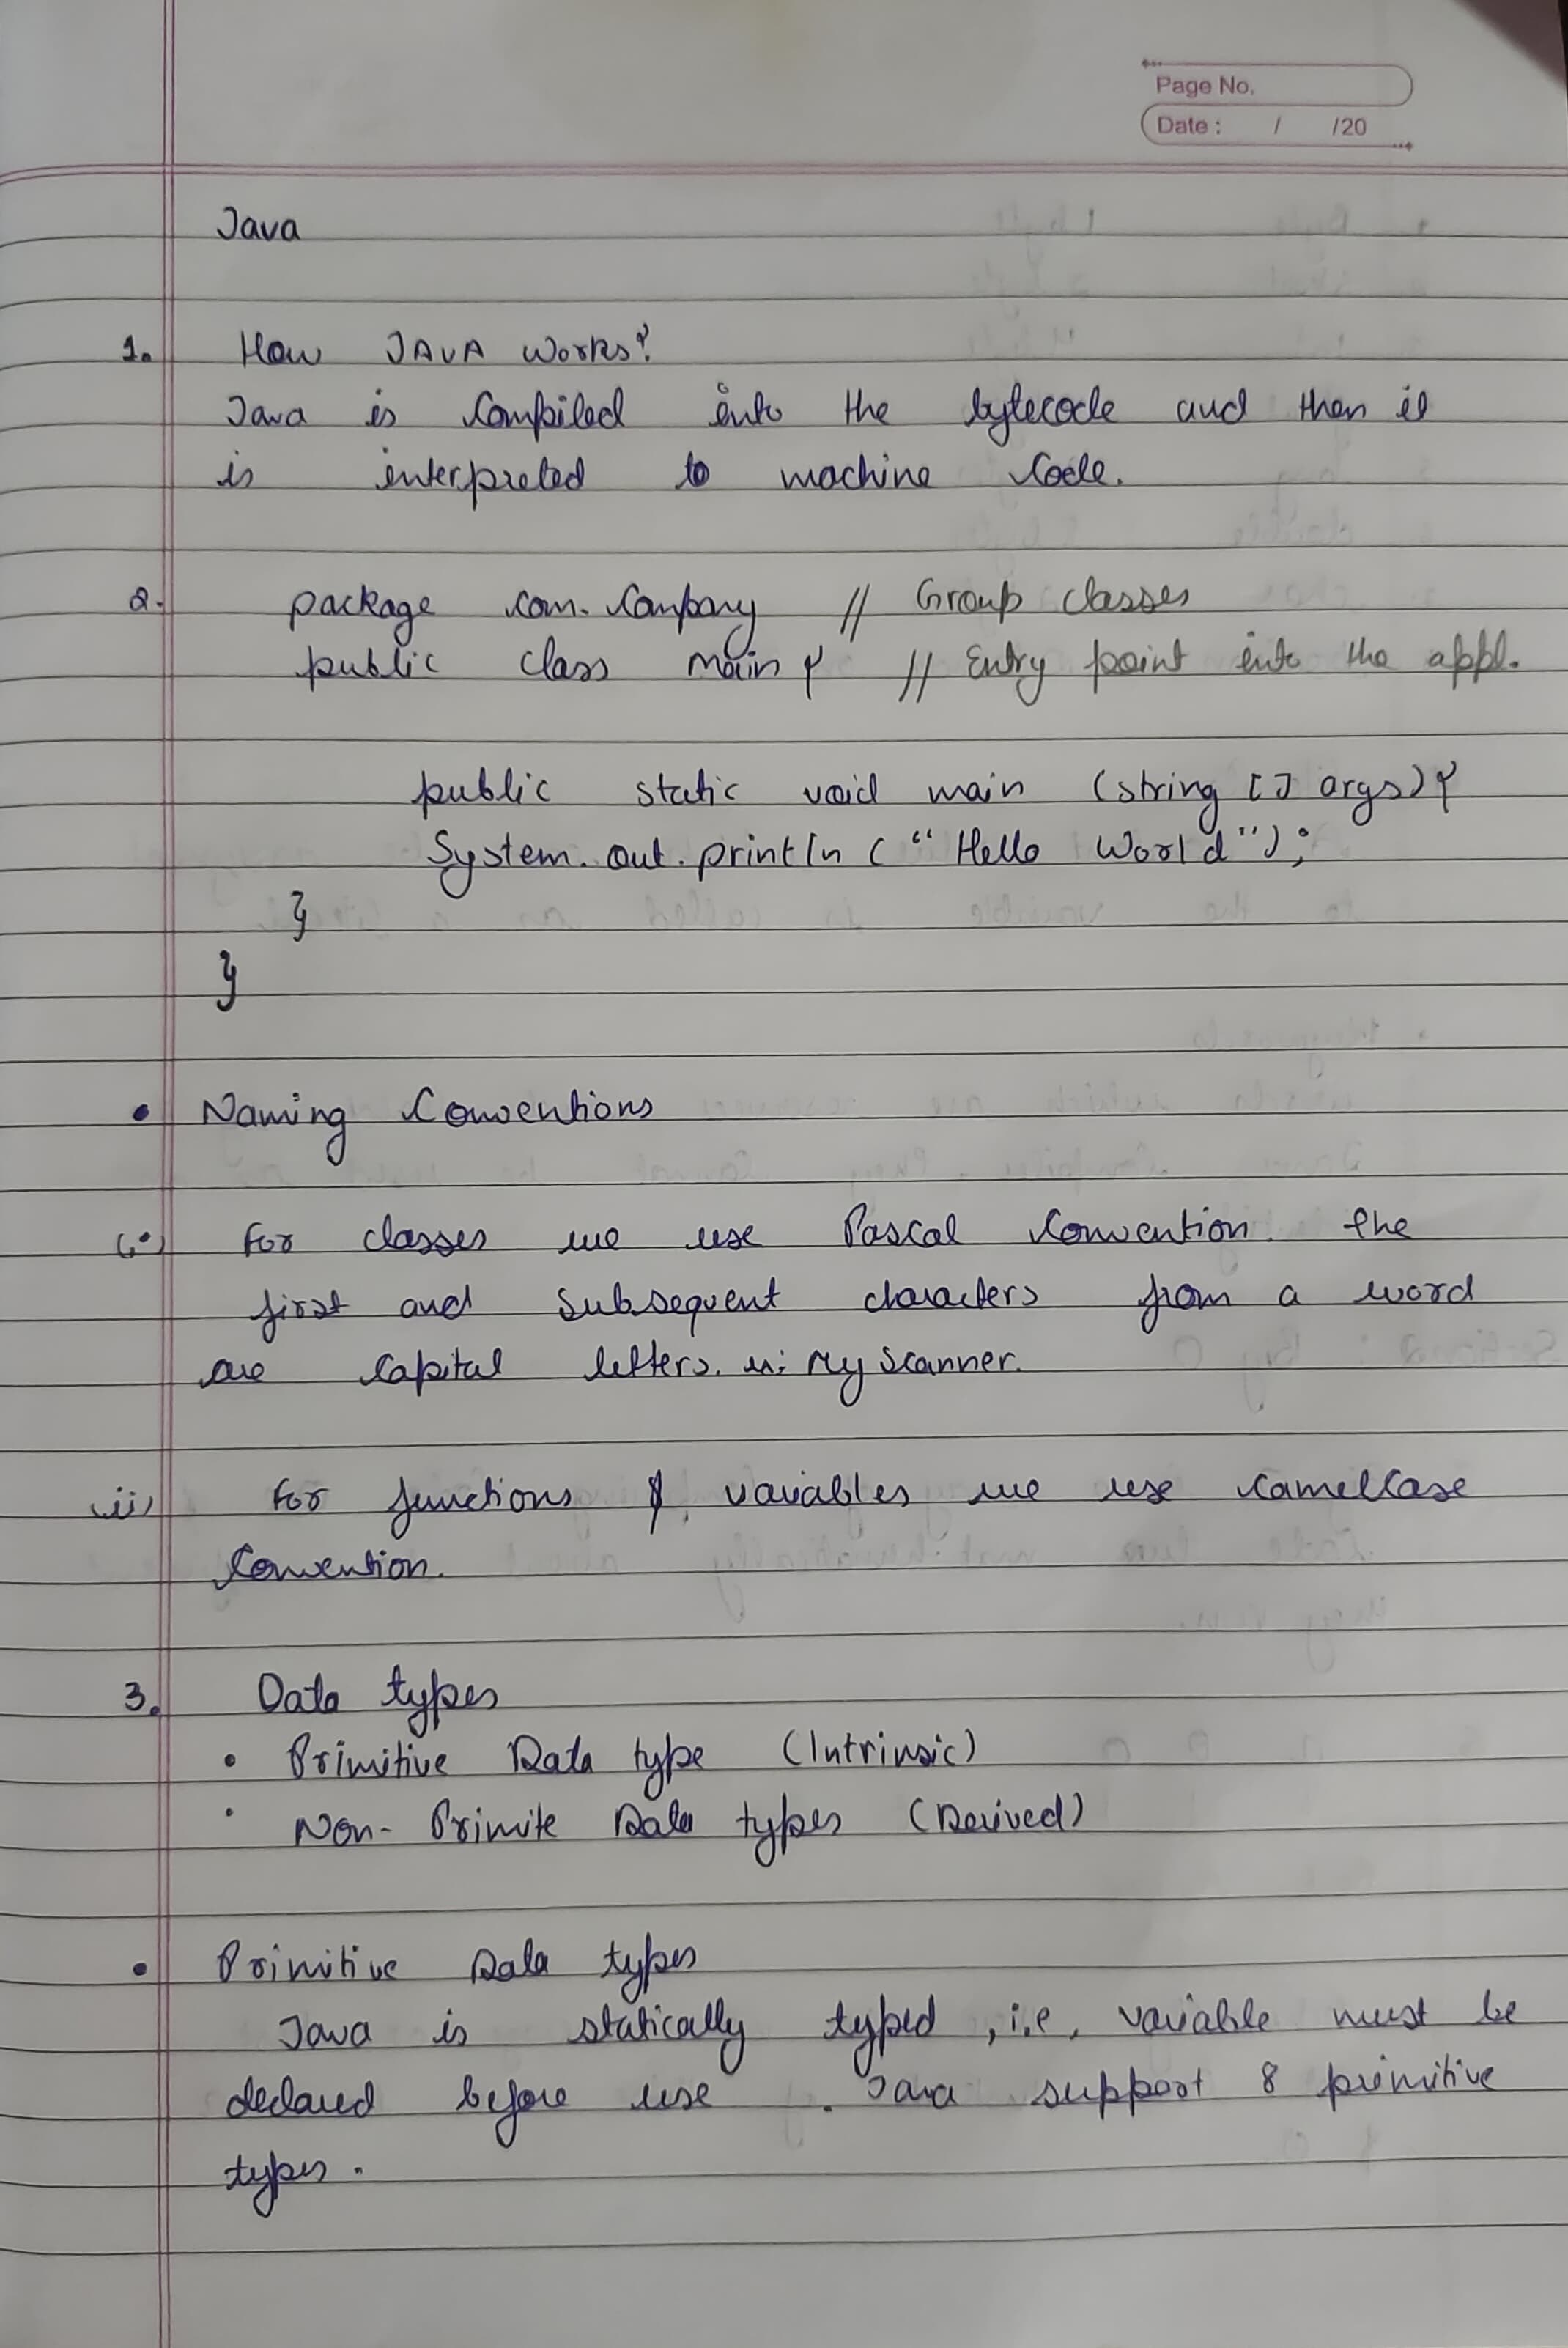 Page No.
Date : / /20
Java
1. How JAVA works?
Java is compiled into the bytecode and then it
is interpreted to machine code.
2. package com.company // Group classes
public class main { // Entry point into the appl.
public static void main (string [] args) {
System.out.println ("Hello World");
}
}
• Naming Conventions
(i) For classes we use Pascal Convention. The
first and subsequent characters from a word
are capital letters. My Scanner.
(ii) For functions & variables we use camelCase
Convention.
3. Data types
• Primitive Data type (Intrinsic)
• Non-Primite Data types (Derived)
• Primitive Data types
Java is statically typed, i.e, variable must be
declared before use. Java support 8 primitive
types.